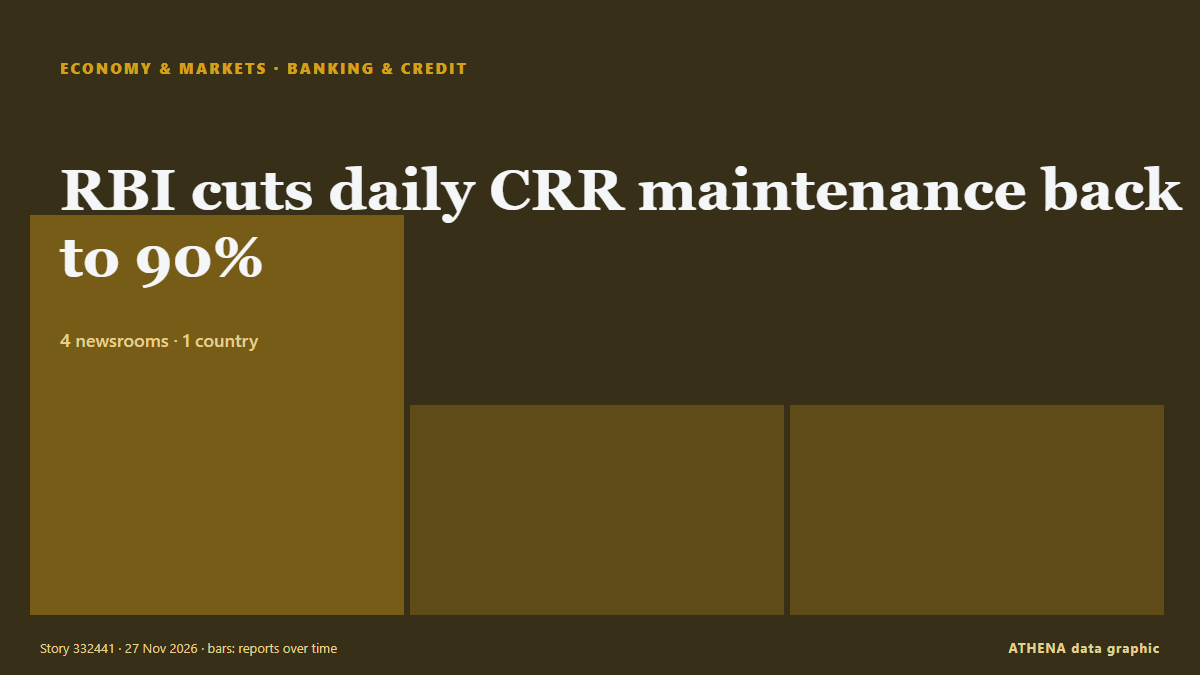 ECONOMY & MARKETS · BANKING & CREDIT
RBI cuts daily CRR maintenance back
to 90%
4 newsrooms · 1 country
Story 332441 · 27 Nov 2026 · bars: reports over time
ATHENA data graphic